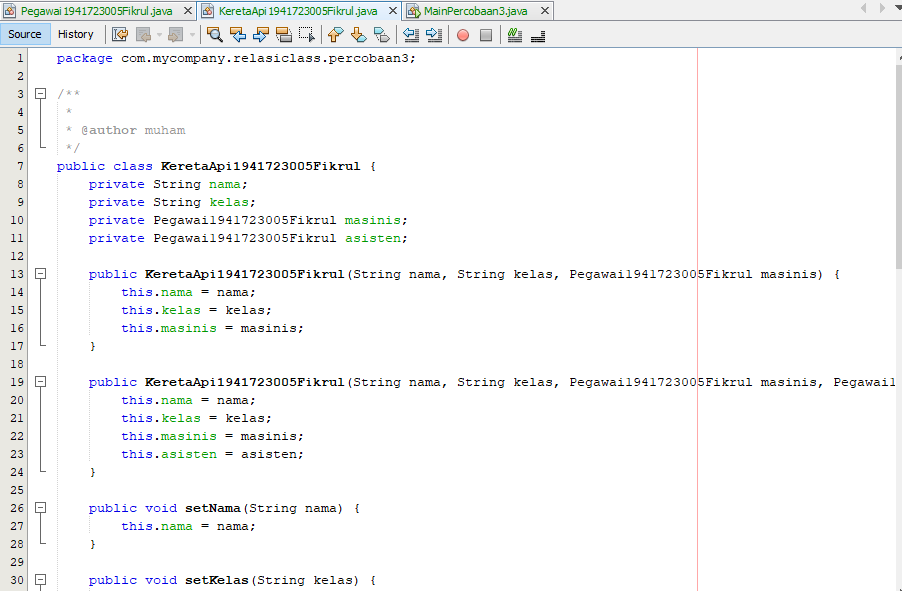 Pegawai1941723005Fikrul.java KeretaApi1941723005Fikrul.java MainPercobaan3.java
Source History
1 package com.mycompany.relasiclass.percobaan3;
2
3 /**
4 *
5 * @author muham
6 */
7 public class KeretaApi1941723005Fikrul {
8 private String nama;
9 private String kelas;
10 private Pegawai1941723005Fikrul masinis;
11 private Pegawai1941723005Fikrul asisten;
12
13 public KeretaApi1941723005Fikrul(String nama, String kelas, Pegawai1941723005Fikrul masinis) {
14 this.nama = nama;
15 this.kelas = kelas;
16 this.masinis = masinis;
17 }
18
19 public KeretaApi1941723005Fikrul(String nama, String kelas, Pegawai1941723005Fikrul masinis, Pegawai1
20 this.nama = nama;
21 this.kelas = kelas;
22 this.masinis = masinis;
23 this.asisten = asisten;
24 }
25
26 public void setNama(String nama) {
27 this.nama = nama;
28 }
29
30 public void setKelas(String kelas) {